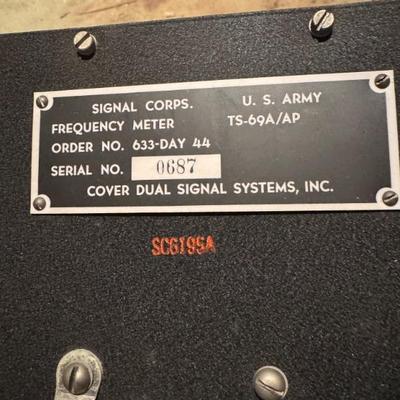 SIGNAL CORPS. U. S. ARMY
FREQUENCY METER TS-69A/AP
ORDER NO. 633-DAY 44
SERIAL NO. 0687
COVER DUAL SIGNAL SYSTEMS, INC.
SC6195A